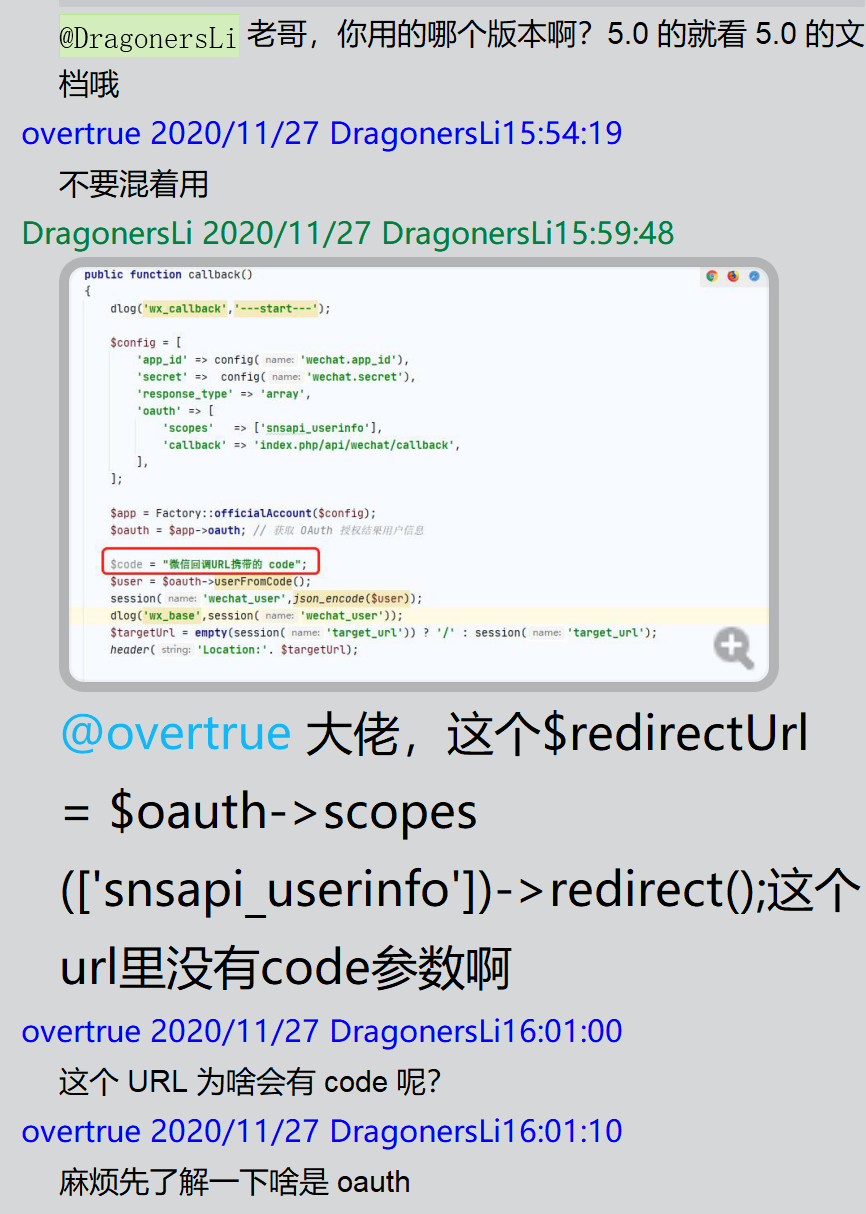 @DragonersLi 老哥，你用的哪个版本啊？5.0 的就看 5.0 的文
档哦
overtrue 2020/11/27 DragonersLi15:54:19
不要混着用
DragonersLi 2020/11/27 DragonersLi15:59:48
public function callback()
{
dlog('wx_callback','---start---');
$config = [
'app_id' => config( name: 'wechat.app_id'),
'secret' => config( name: 'wechat.secret'),
'response_type' => 'array',
'oauth' => [
'scopes' => ['snsapi_userinfo'],
'callback' => 'index.php/api/wechat/callback',
],
];
$app = Factory::officialAccount($config);
$oauth = $app->oauth; // 获取 OAuth 授权结果用户信息
$code = "微信回调URL携带的 code";
$user = $oauth->userFromCode();
session( name: 'wechat_user',json_encode($user));
dlog('wx_base',session( name: 'wechat_user'));
$targetUrl = empty(session( name: 'target_url')) ? '/' : session( name: 'target_url');
header( string: 'Location:'. $targetUrl);
@overtrue 大佬，这个$redirectUrl
= $oauth->scopes
(['snsapi_userinfo'])->redirect();这个
url里没有code参数啊
overtrue 2020/11/27 DragonersLi16:01:00
这个 URL 为啥会有 code 呢？
overtrue 2020/11/27 DragonersLi16:01:10
麻烦先了解一下啥是 oauth